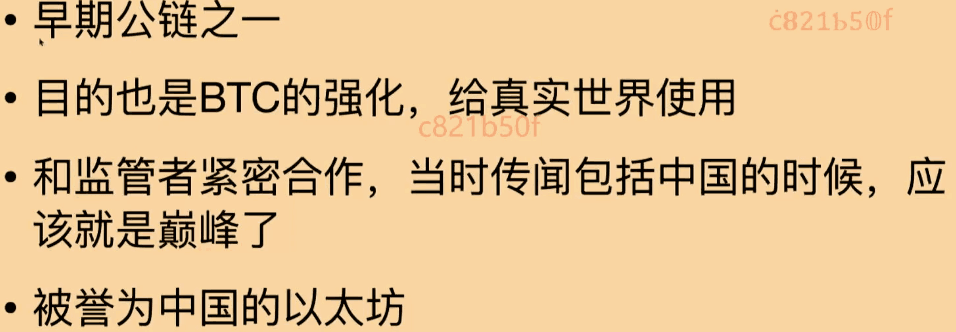 • 早期公链之一
c821b50f
• 目的也是BTC的强化，给真实世界使用
c821b50f
• 和监管者紧密合作，当时传闻包括中国的时候，应
该就是巅峰了
• 被誉为中国的以太坊